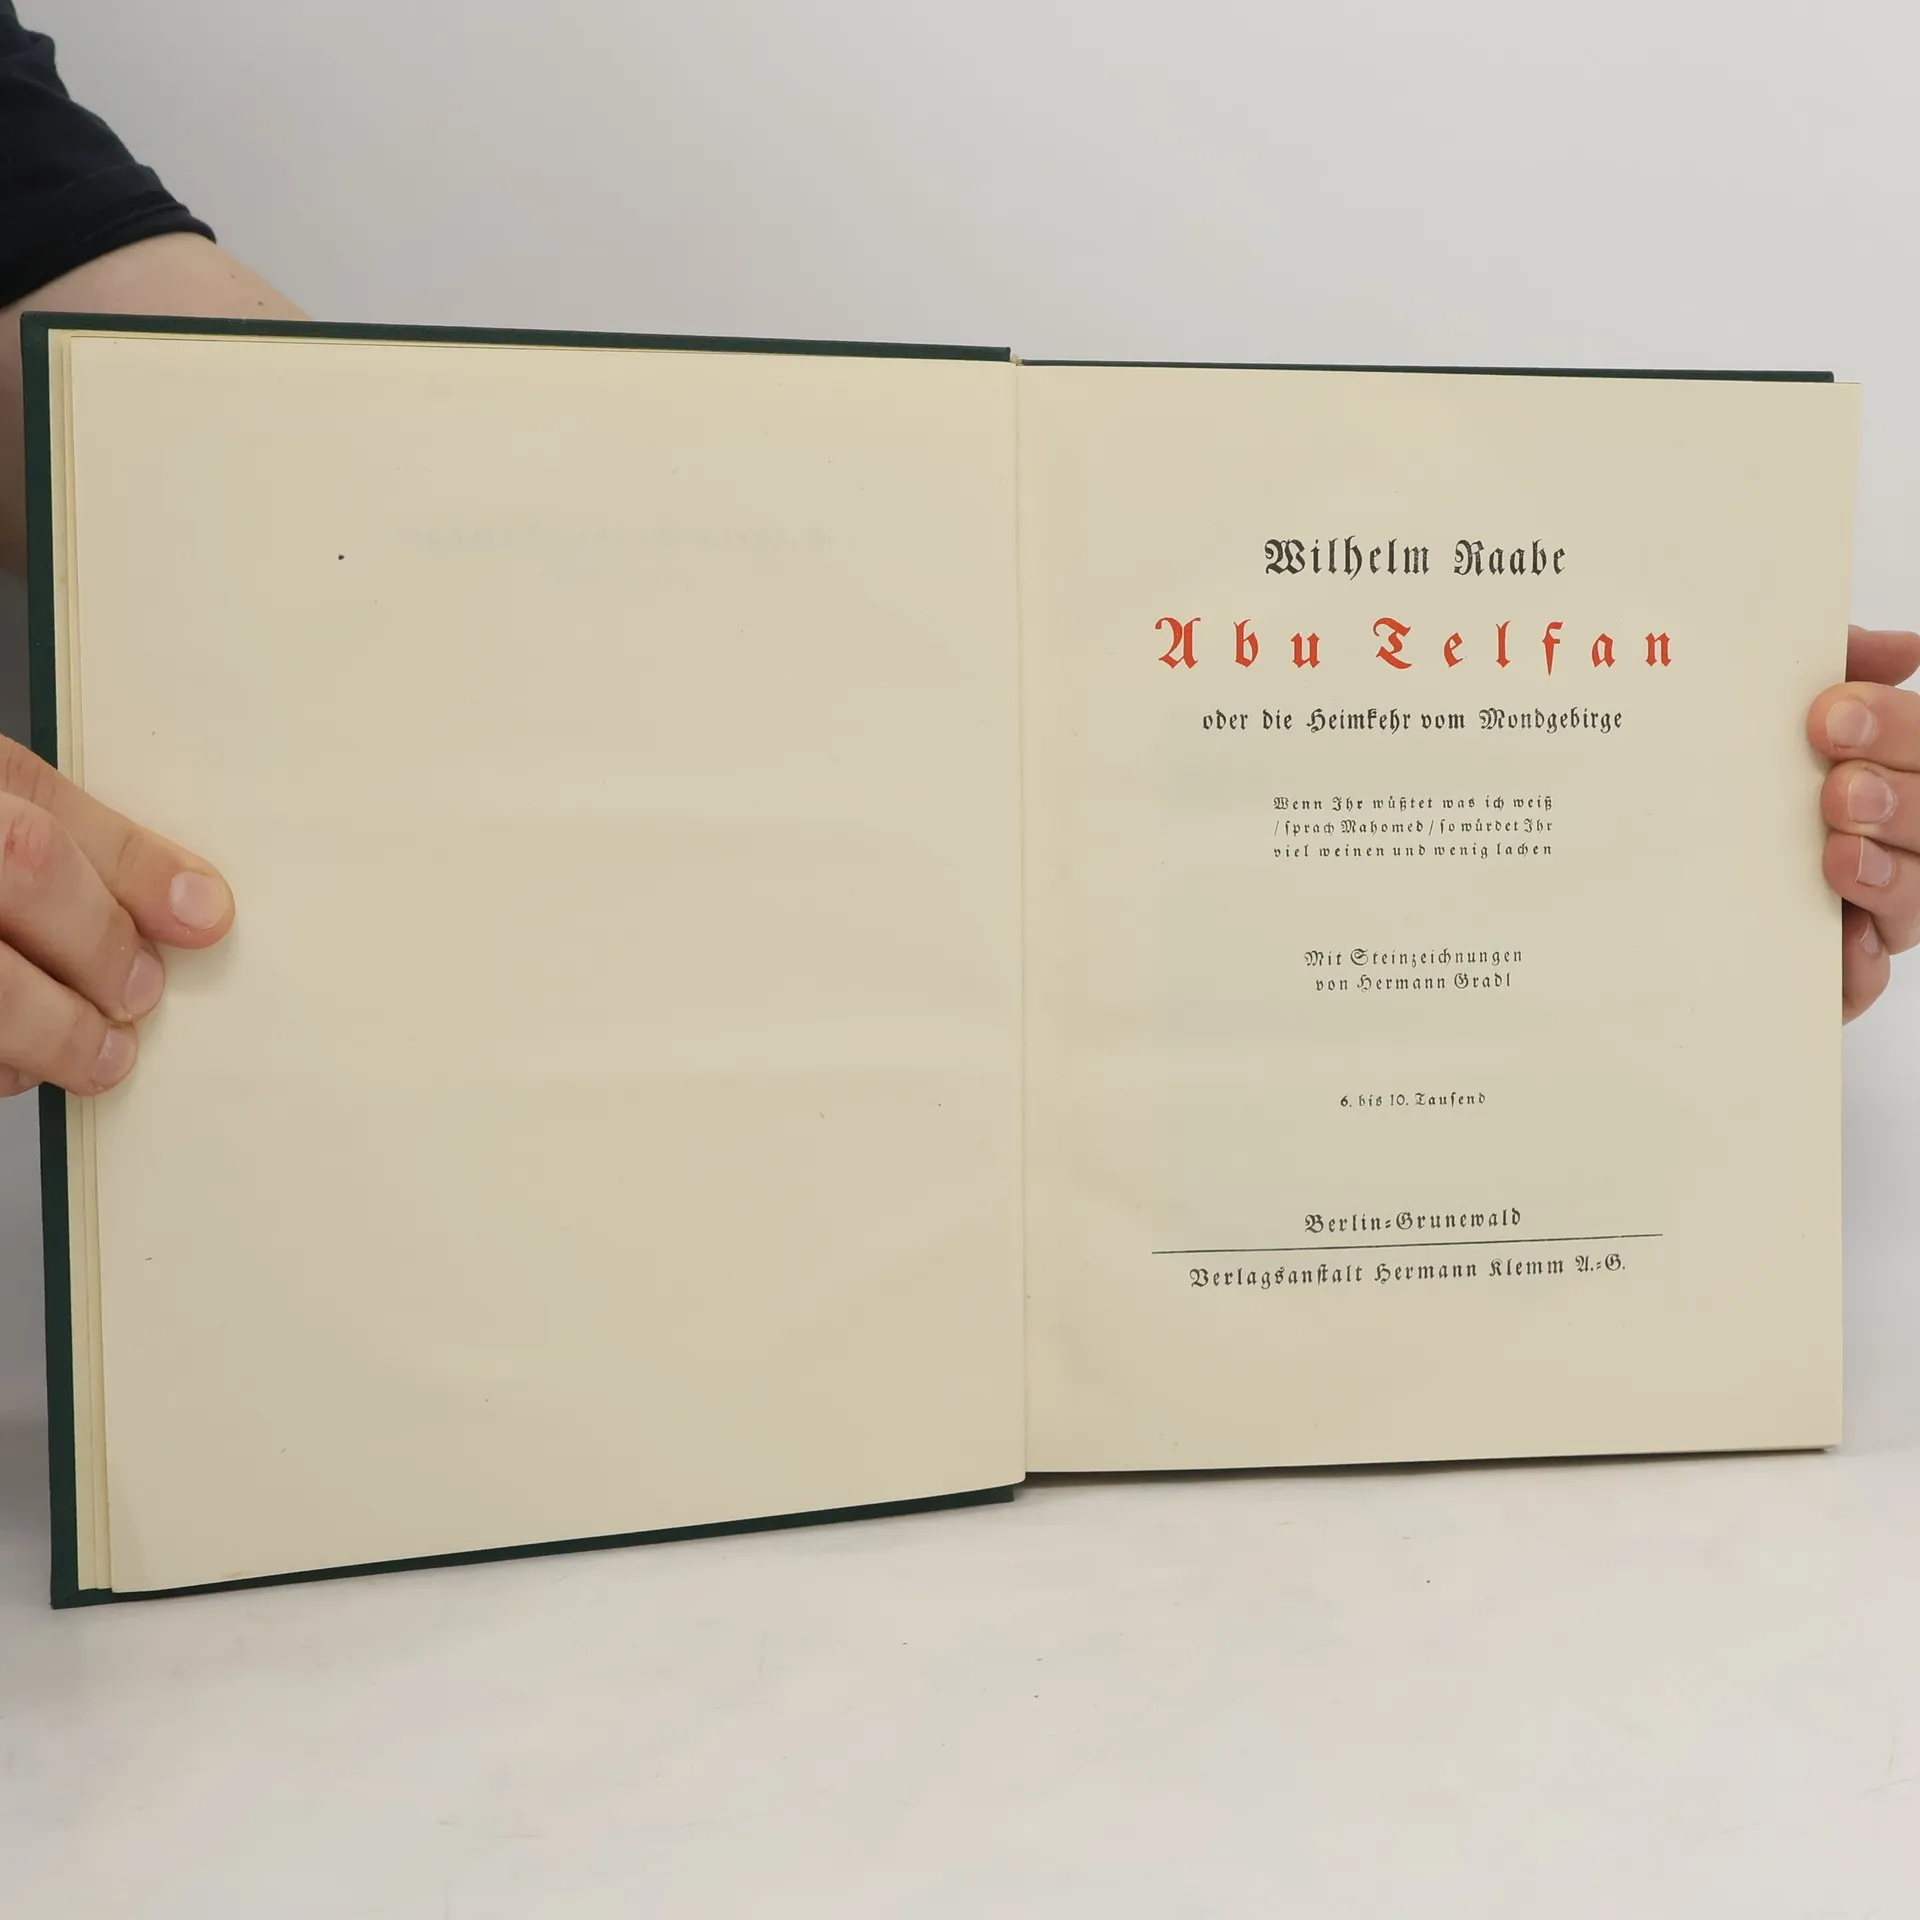 Wilhelm Raabe
Abu Telfan
oder die Heimkehr vom Mondgebirge
Wenn Ihr wüßtet was ich weiß
/ ſprach Mahomed / ſo würdet Ihr
viel weinen und wenig lachen
Mit Steinzeichnungen
von Hermann Gradl
6. bis 10. Tauſend
Berlin=Grunewald
Verlagsanſtalt Hermann Klemm A.=G.